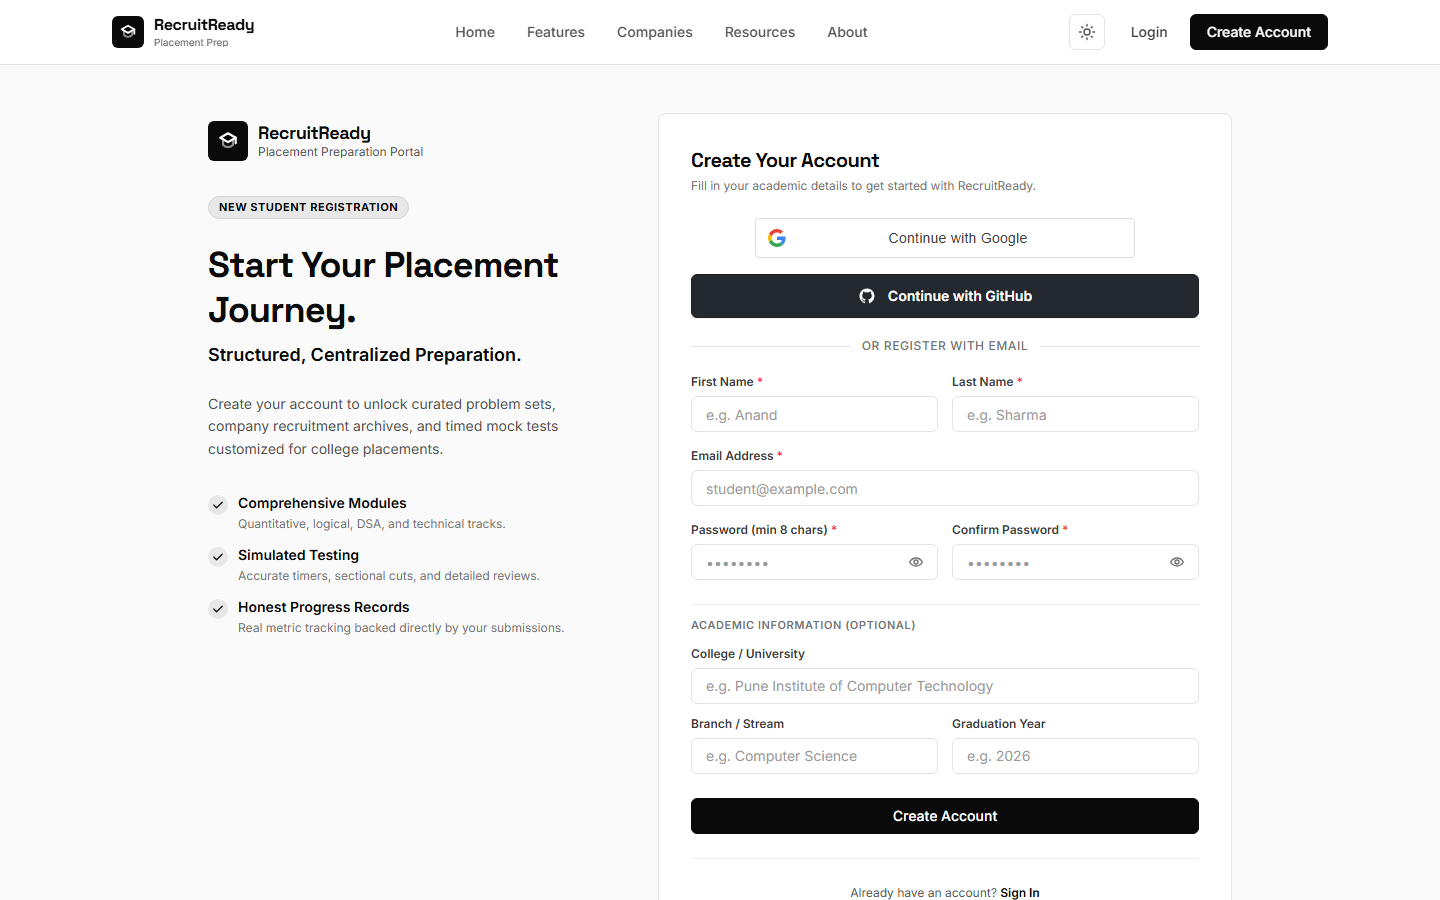 RecruitReady
Placement Prep
Home
Features
Companies
Resources
About
Login
Create Account
RecruitReady
Placement Preparation Portal
NEW STUDENT REGISTRATION
Start Your Placement
Journey.
Structured, Centralized Preparation.
Create your account to unlock curated problem sets,
company recruitment archives, and timed mock tests
customized for college placements.
Comprehensive Modules
Quantitative, logical, DSA, and technical tracks.
Simulated Testing
Accurate timers, sectional cuts, and detailed reviews.
Honest Progress Records
Real metric tracking backed directly by your submissions.
Create Your Account
Fill in your academic details to get started with RecruitReady.
Continue with Google
Continue with GitHub
OR REGISTER WITH EMAIL
First Name *
Last Name *
e.g. Anand
e.g. Sharma
Email Address *
student@example.com
Password (min 8 chars) *
Confirm Password *
••••••••
••••••••
ACADEMIC INFORMATION (OPTIONAL)
College / University
e.g. Pune Institute of Computer Technology
Branch / Stream
Graduation Year
e.g. Computer Science
e.g. 2026
Create Account
Already have an account? Sign In